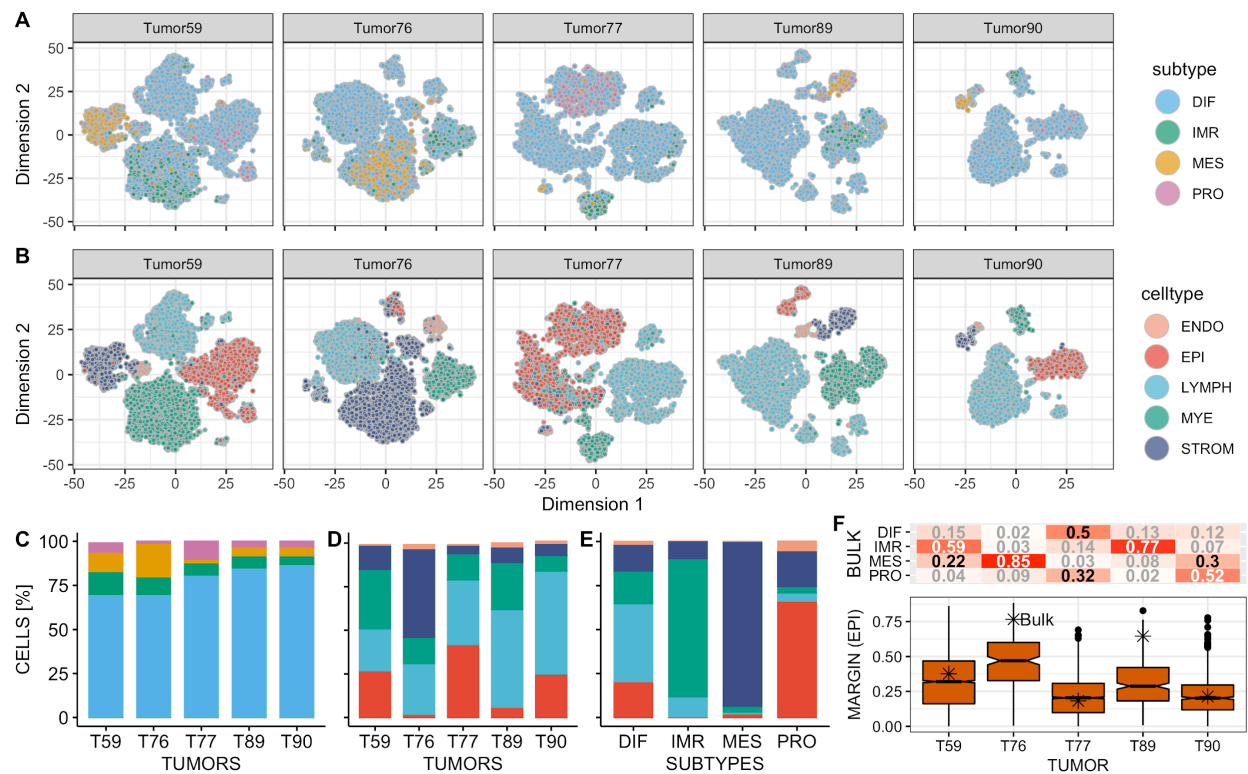 A
Tumor59 Tumor76 Tumor77 Tumor89 Tumor90
Dimension 2
50
25
0
-25
-50
subtype
DIF
IMR
MES
PRO
B
Tumor59 Tumor76 Tumor77 Tumor89 Tumor90
Dimension 2
50
25
0
-25
-50
-50 -25 0 25 -50 -25 0 25 -50 -25 0 25 -50 -25 0 25 -50 -25 0 25
Dimension 1
celltype
ENDO
EPI
LYMPH
MYE
STROM
C
CELLS [%]
100
75
50
25
0
T59 T76 T77 T89 T90
TUMORS
D
T59 T76 T77 T89 T90
TUMORS
E
DIF IMR MES PRO
SUBTYPES
F
BULK
DIF 0.15 0.02 0.5 0.13 0.12
IMR 0.59 0.03 0.14 0.77 0.07
MES 0.22 0.85 0.03 0.08 0.3
PRO 0.04 0.09 0.32 0.02 0.52
MARGIN (EPI)
0.75
0.50
0.25
0.00
Bulk
T59 T76 T77 T89 T90
TUMOR